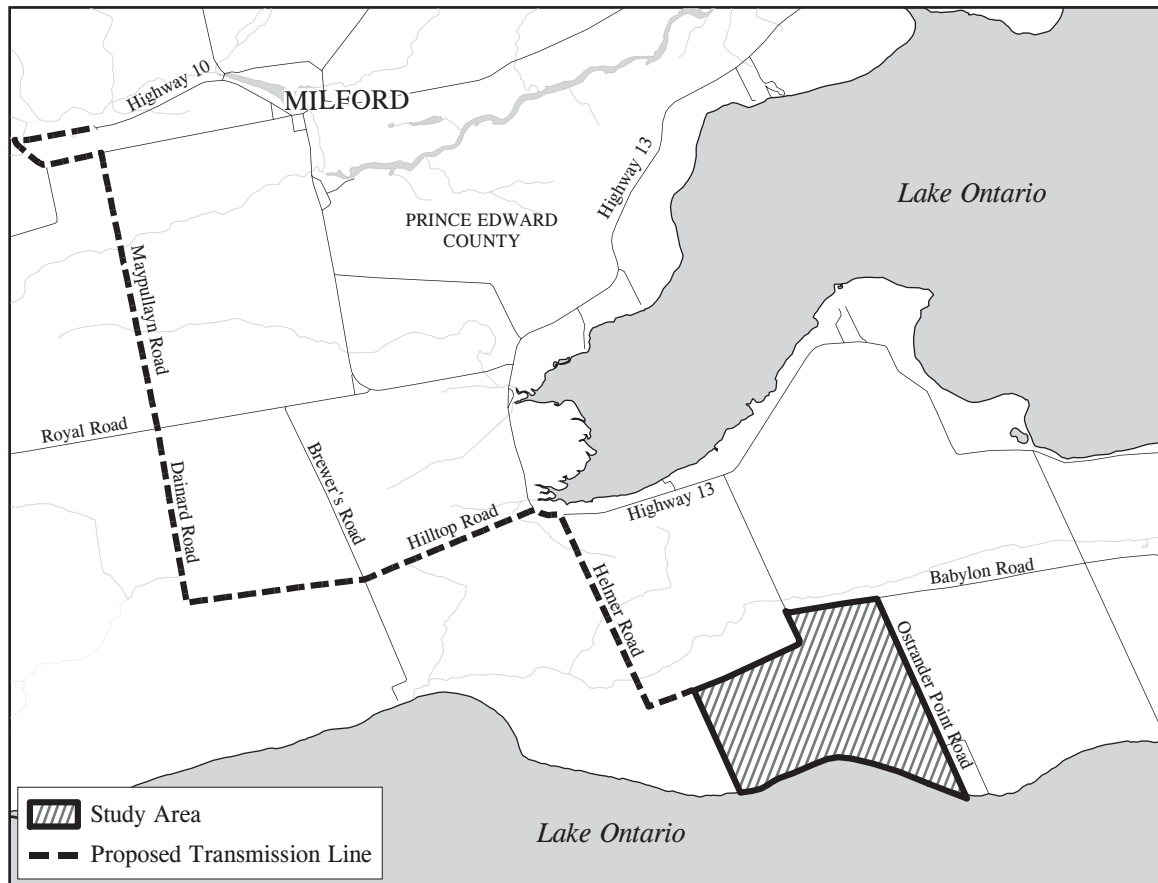 Highway 10
MILFORD
Highway 13
Lake Ontario
PRINCE EDWARD
COUNTY
Maypullayn Road
Royal Road
Brewer's Road
Dainard Road
Hilltop Road
Highway 13
Helmer Road
Babylon Road
Ostrander Point Road
Study Area
Proposed Transmission Line
Lake Ontario